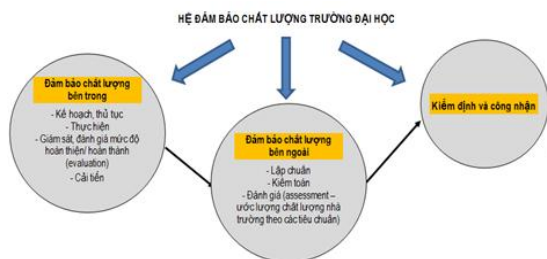 HỆ ĐẢM BẢO CHẤT LƯỢNG TRƯỜNG ĐẠI HỌC
Đảm bảo chất lượng
bên trong
- Kế hoạch, thủ tục
- Thực hiện
- Giám sát, đánh giá mức độ
hoàn thiện/ hoàn thành
(evaluation)
- Cải tiến
Đảm bảo chất lượng
bên ngoài
- Lập chuẩn
- Kiểm toán
- Đánh giá (assessment –
ước lượng chất lượng nhà
trường theo các tiêu chuẩn)
Kiểm định và công nhận